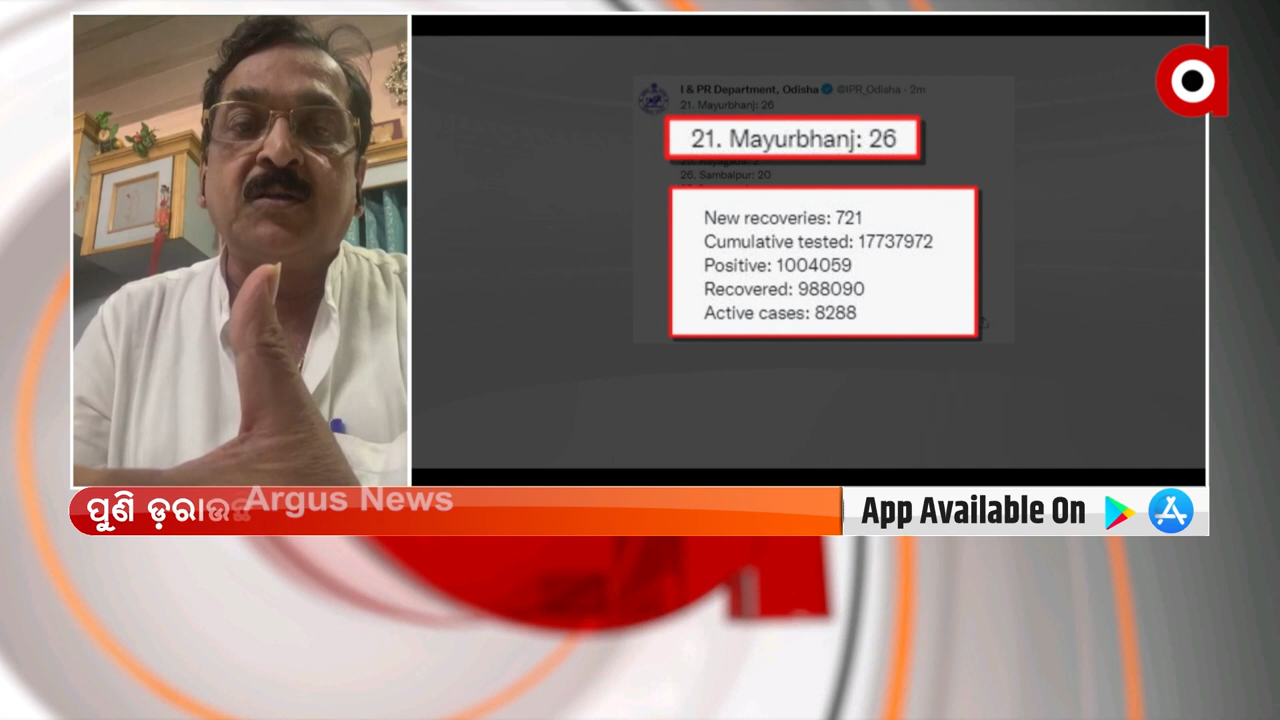 I & PR Department, Odisha @IPR_Odisha · 2m
21. Mayurbhanj: 26
21. Mayurbhanj: 26
26. Sambalpur: 20
New recoveries: 721
Cumulative tested: 17737972
Positive: 1004059
Recovered: 988090
Active cases: 8288
ପୁଣି ଡ଼ରାଉଛି
Argus News
App Available On